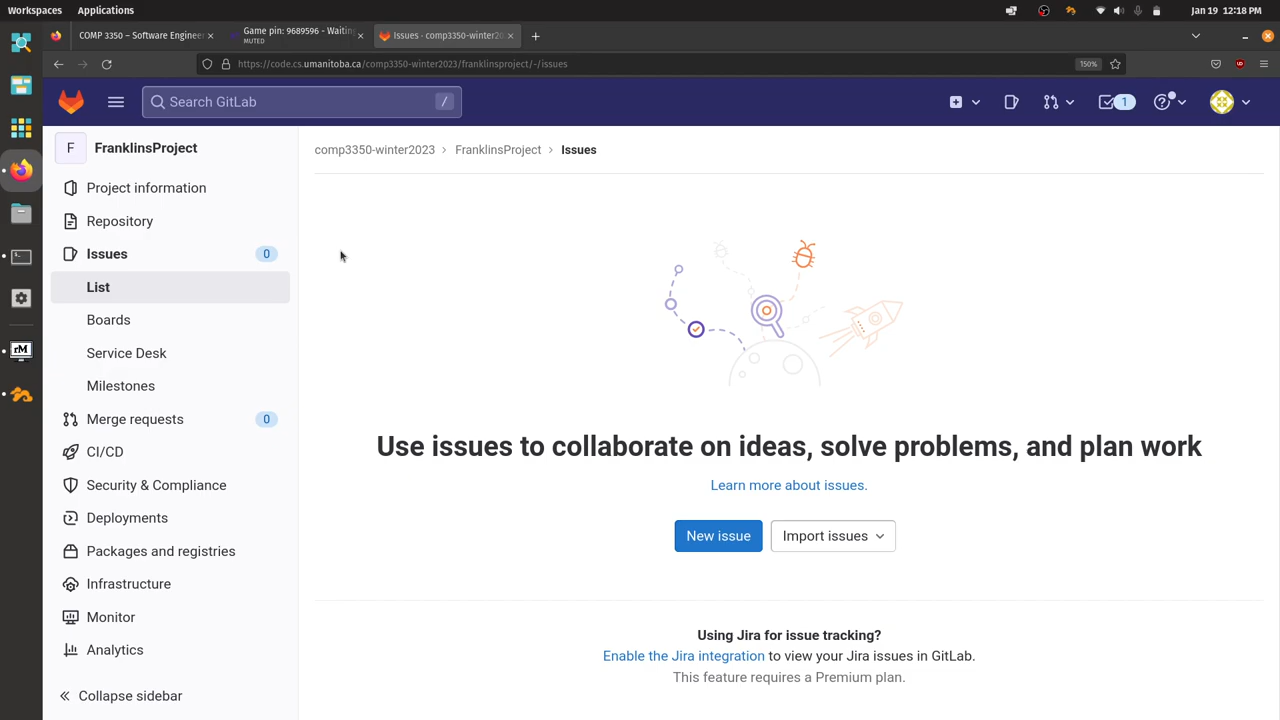 Workspaces Applications Jan 19 12:18 PM
COMP 3350 – Software Enginee × Game pin: 9689596 - Waitin × Issues · comp3350-winter20 × +
MUTED
https://code.cs.umanitoba.ca/comp3350-winter2023/franklinsproject/-/issues 150%
Search GitLab / 1
F FranklinsProject
comp3350-winter2023 > FranklinsProject > Issues
Project information
Repository
Issues 0
List
Boards
Service Desk
Milestones
Merge requests 0
CI/CD
Security & Compliance
Deployments
Packages and registries
Infrastructure
Monitor
Analytics
Collapse sidebar
Use issues to collaborate on ideas, solve problems, and plan work
Learn more about issues.
New issue Import issues
Using Jira for issue tracking?
Enable the Jira integration to view your Jira issues in GitLab.
This feature requires a Premium plan.